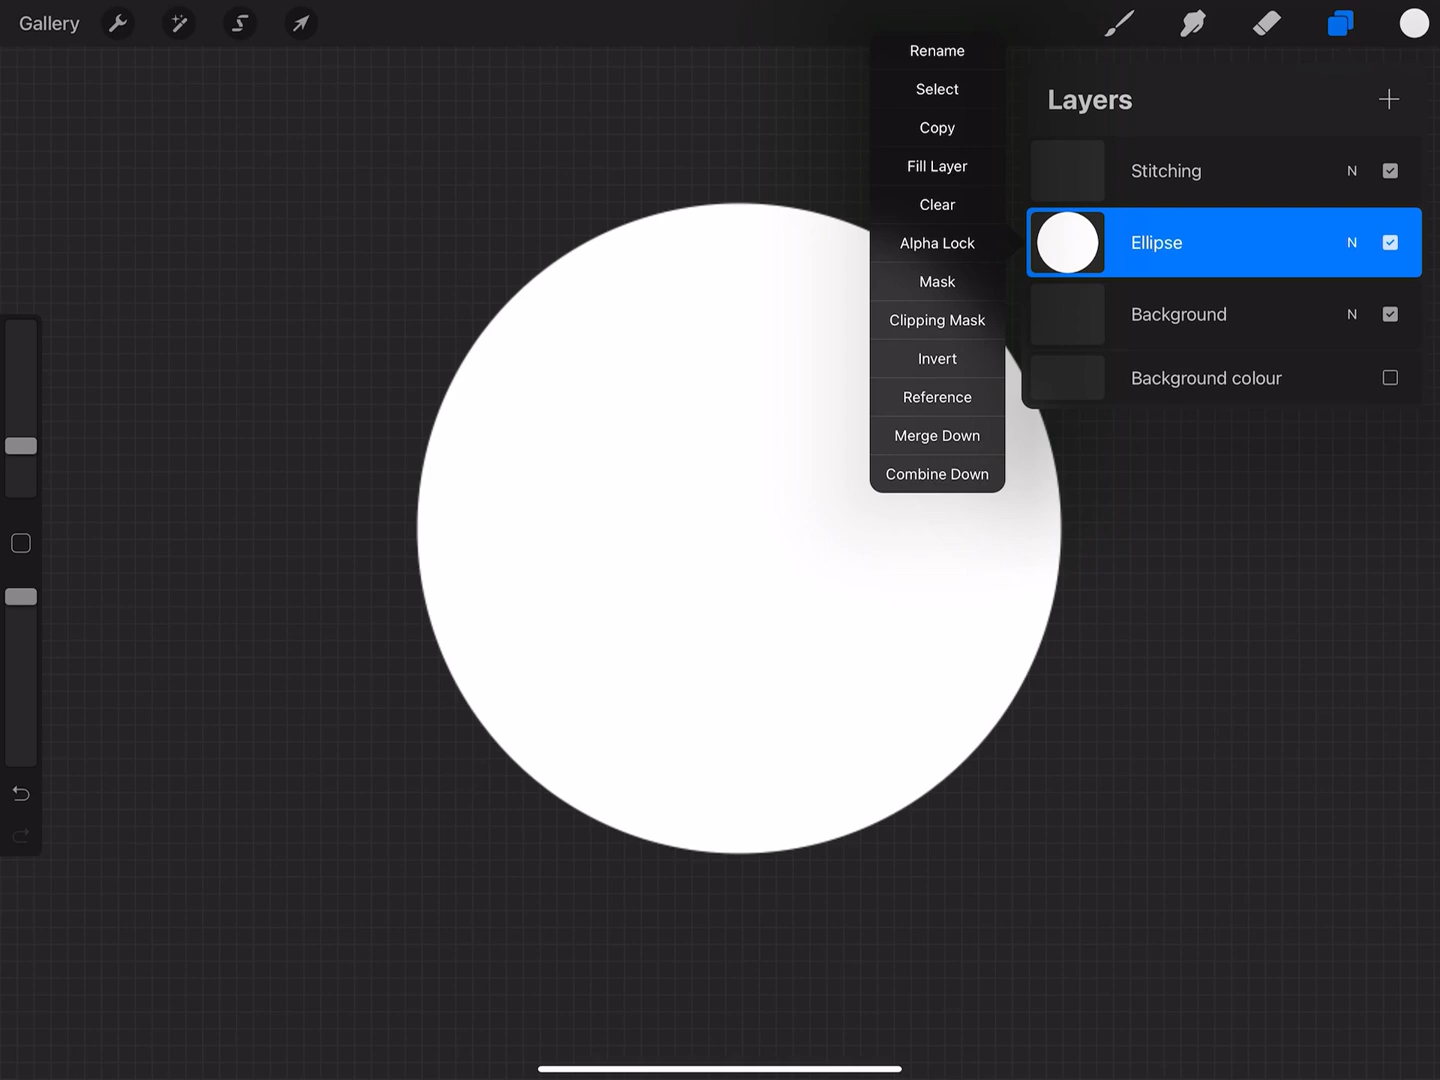 Gallery
Rename
Select
Copy
Fill Layer
Clear
Alpha Lock
Mask
Clipping Mask
Invert
Reference
Merge Down
Combine Down
Layers
Stitching N
Ellipse N
Background N
Background colour